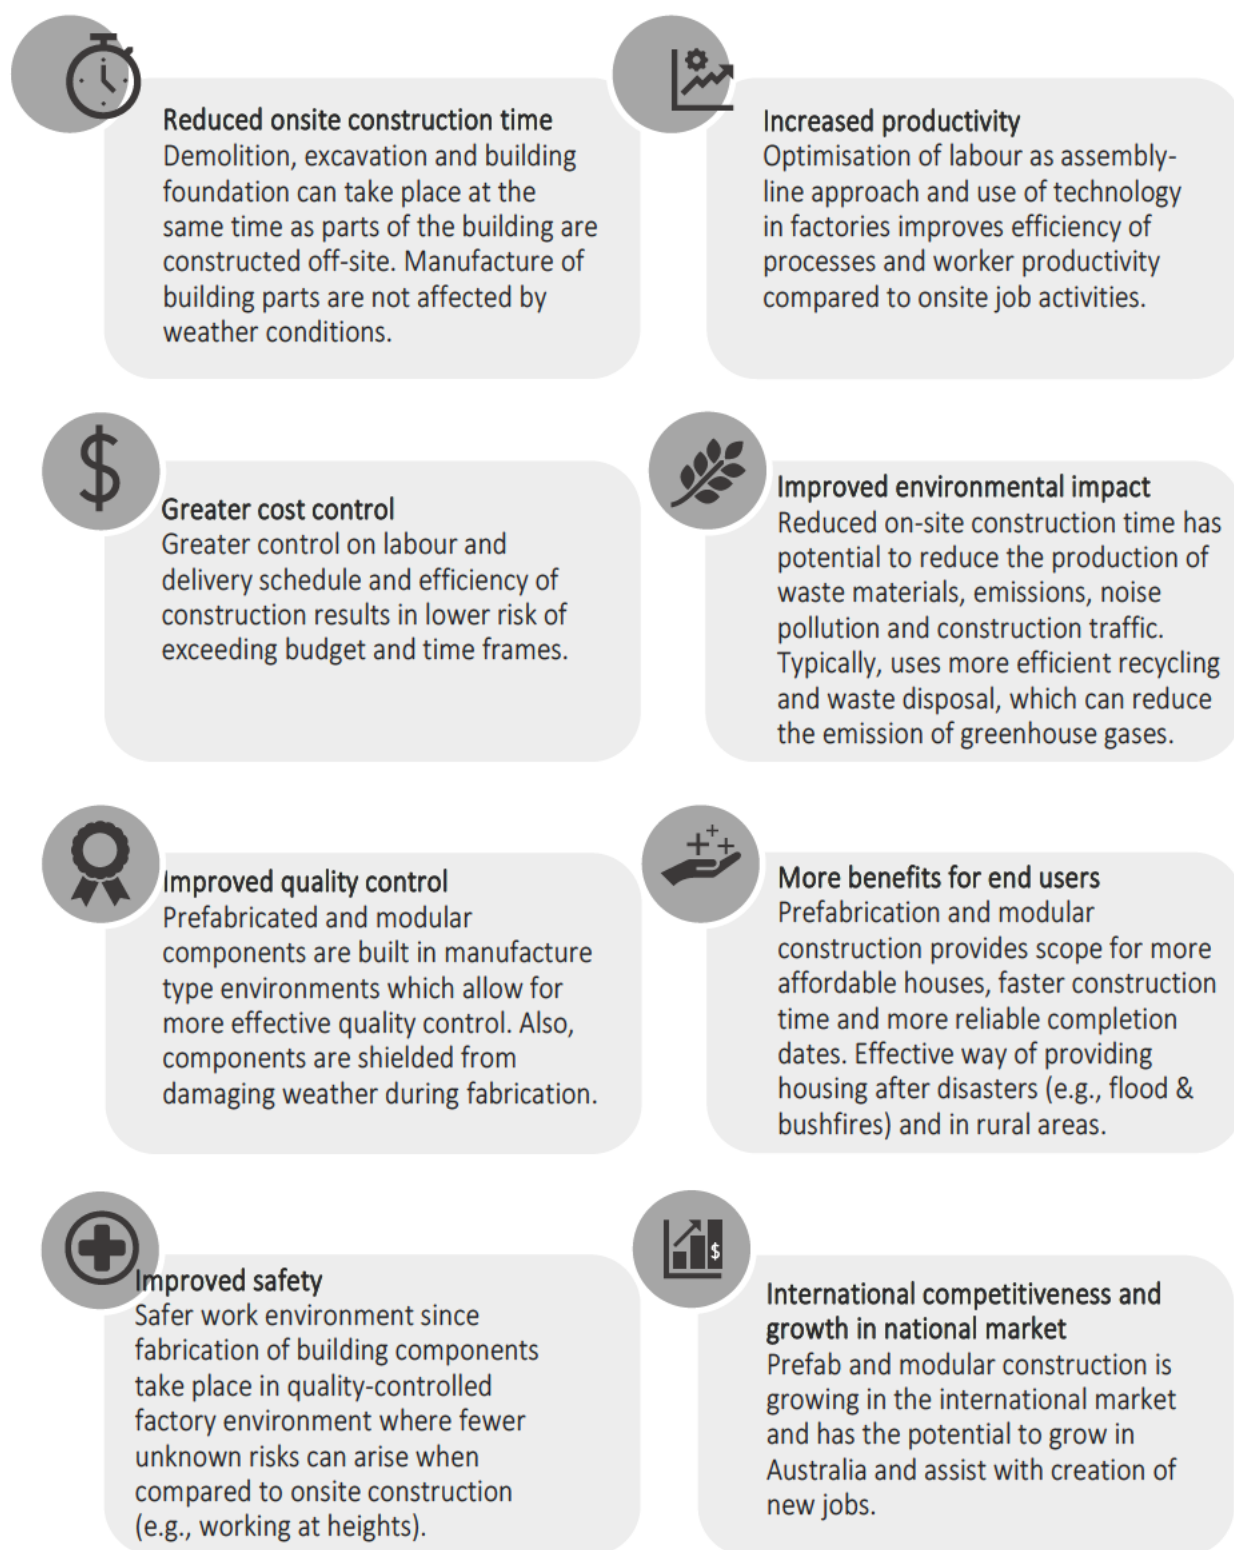 Reduced onsite construction time
Demolition, excavation and building
foundation can take place at the
same time as parts of the building are
constructed off-site. Manufacture of
building parts are not affected by
weather conditions.
Increased productivity
Optimisation of labour as assembly-
line approach and use of technology
in factories improves efficiency of
processes and worker productivity
compared to onsite job activities.
$
Greater cost control
Greater control on labour and
delivery schedule and efficiency of
construction results in lower risk of
exceeding budget and time frames.
Improved environmental impact
Reduced on-site construction time has
potential to reduce the production of
waste materials, emissions, noise
pollution and construction traffic.
Typically, uses more efficient recycling
and waste disposal, which can reduce
the emission of greenhouse gases.
Improved quality control
Prefabricated and modular
components are built in manufacture
type environments which allow for
more effective quality control. Also,
components are shielded from
damaging weather during fabrication.
More benefits for end users
Prefabrication and modular
construction provides scope for more
affordable houses, faster construction
time and more reliable completion
dates. Effective way of providing
housing after disasters (e.g., flood &
bushfires) and in rural areas.
Improved safety
Safer work environment since
fabrication of building components
take place in quality-controlled
factory environment where fewer
unknown risks can arise when
compared to onsite construction
(e.g., working at heights).
$
International competitiveness and
growth in national market
Prefab and modular construction is
growing in the international market
and has the potential to grow in
Australia and assist with creation of
new jobs.